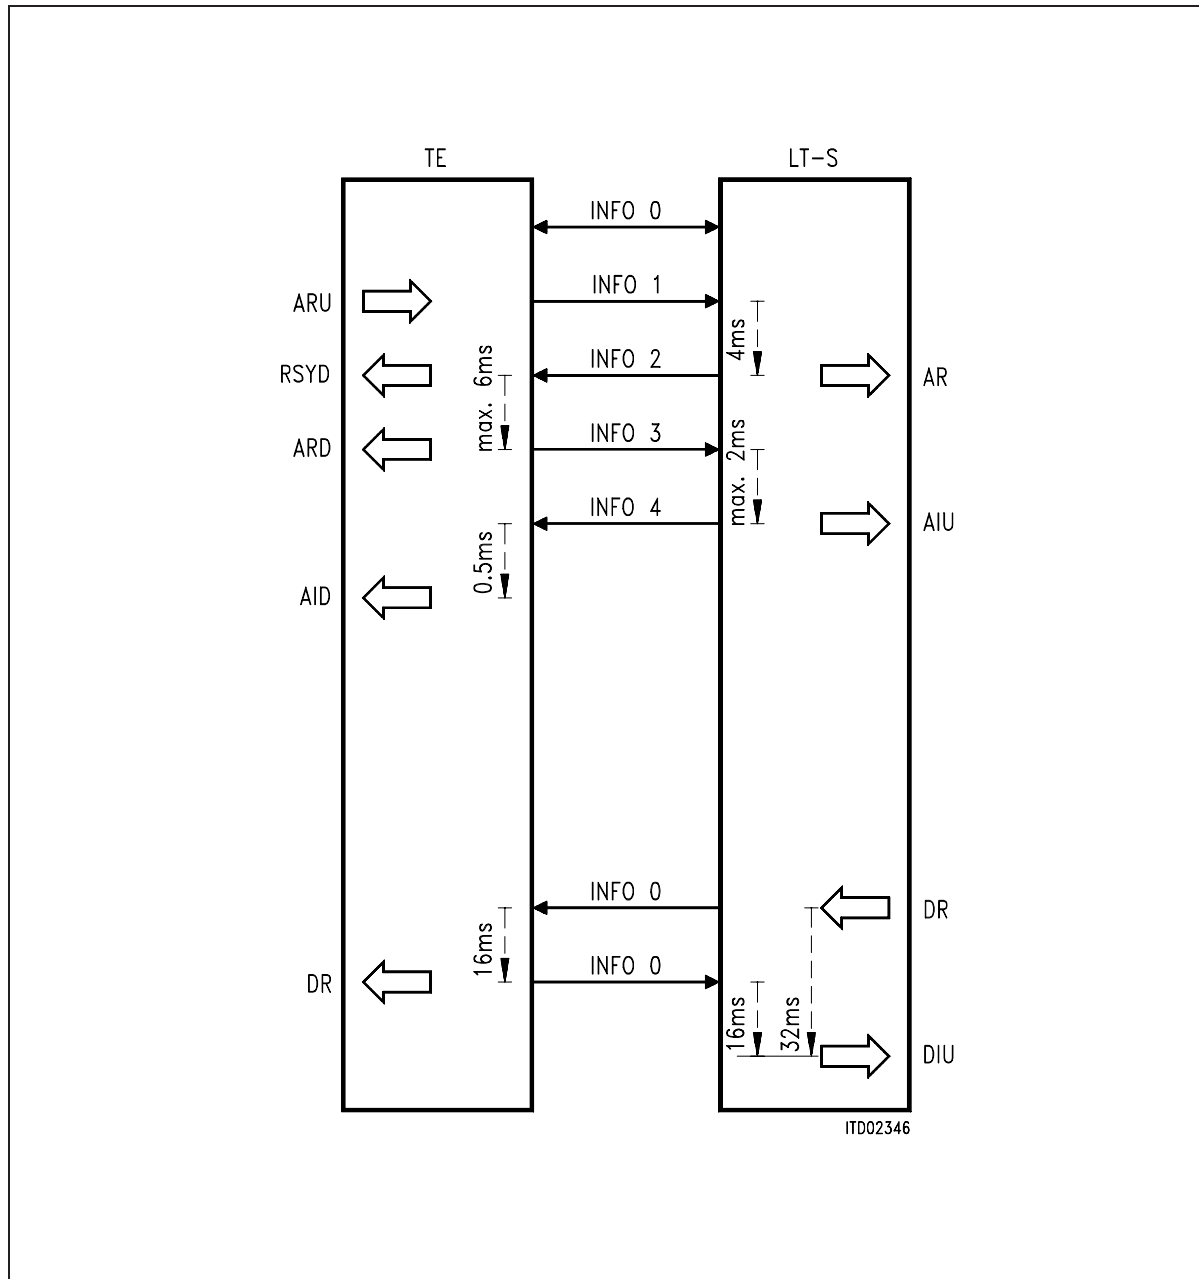 TE
LT-S
INFO 0
ARU
INFO 1
4ms
RSYD
max. 6ms
INFO 2
AR
ARD
INFO 3
max. 2ms
INFO 4
AIU
0.5ms
AID
INFO 0
DR
16ms
INFO 0
DR
16ms
32ms
DIU
ITD02346